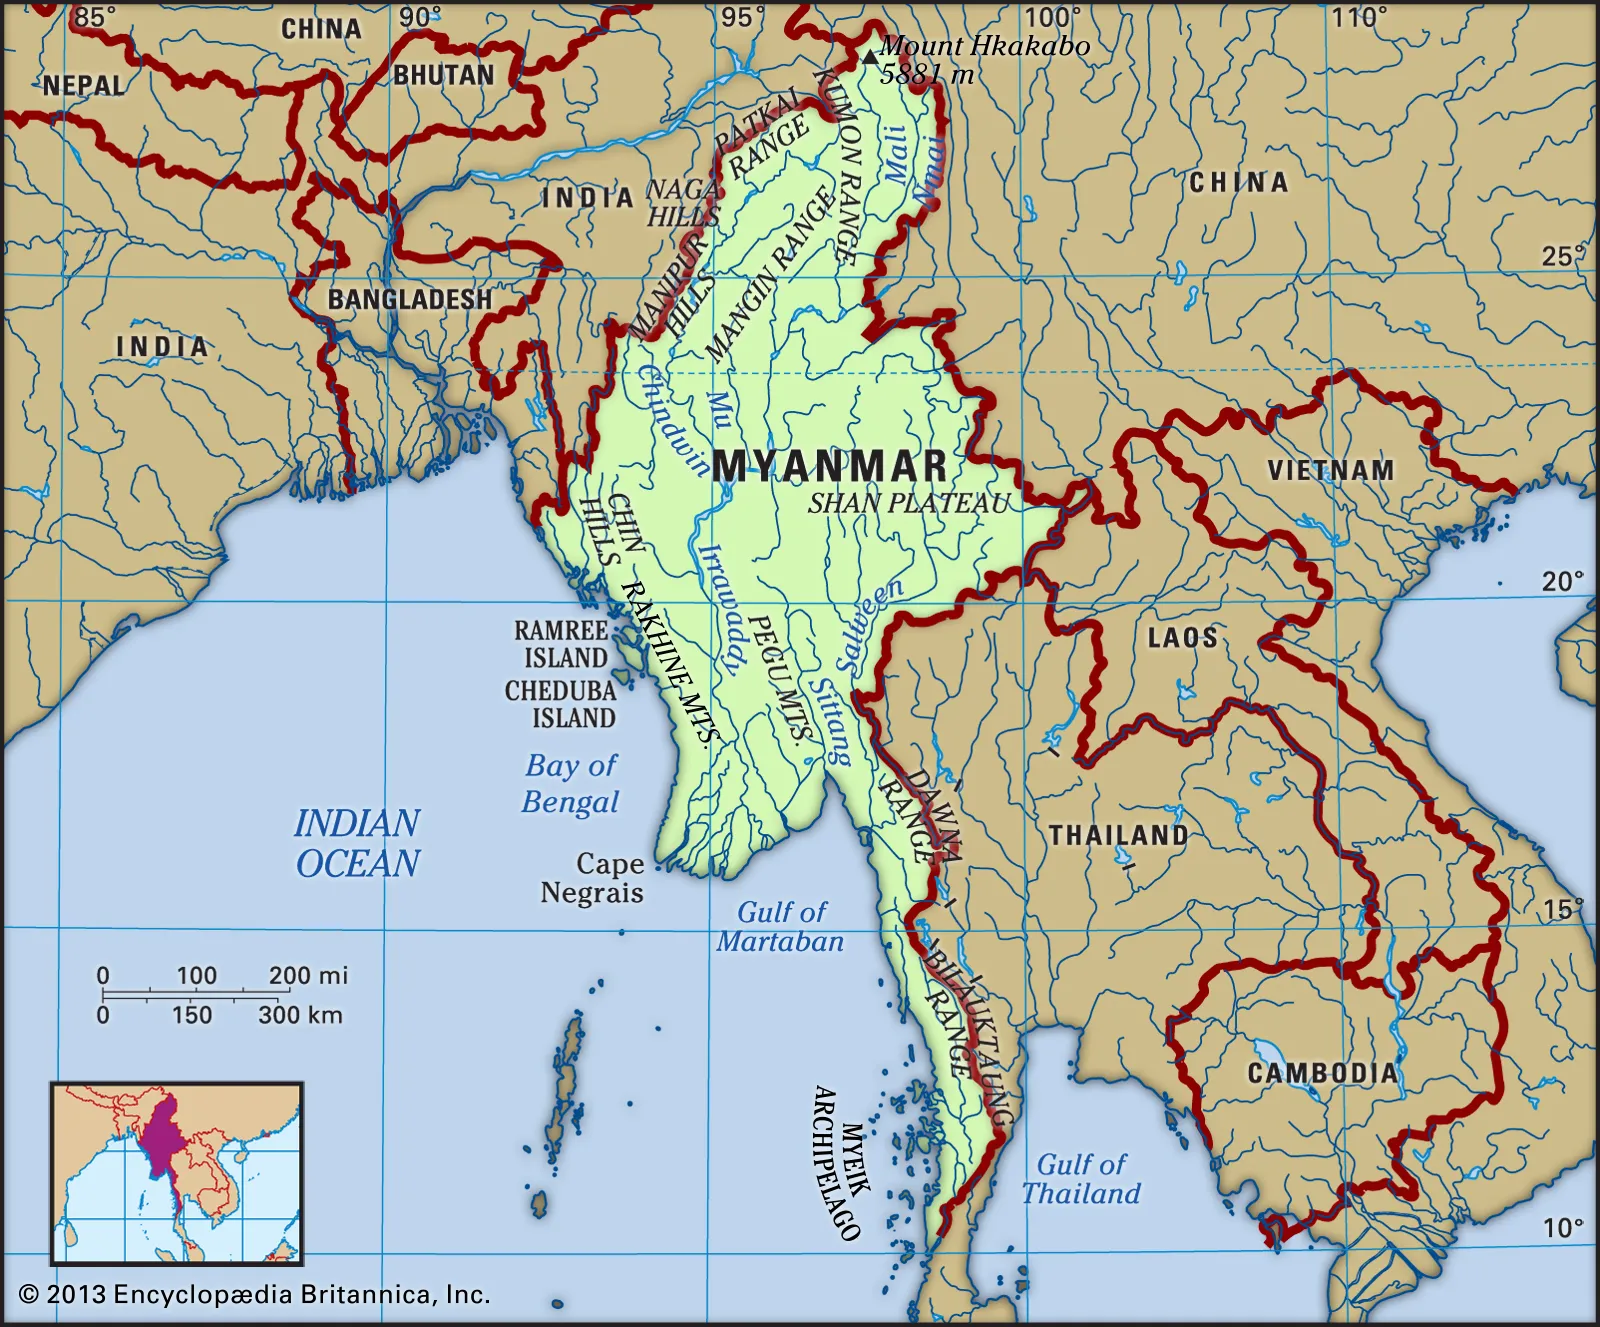 85°
90°
95°
100°
110°
CHINA
Mount Hkakabo
5881 m
NEPAL
BHUTAN
KUMON RANGE
PATKAI
RANGE
Mali
Nmai
CHINA
INDIA
NAGA
HILLS
MANGIN RANGE
MANIPUR
HILLS
25°
BANGLADESH
INDIA
Chindwin
Mu
MYANMAR
SHAN PLATEAU
VIETNAM
CHIN
HILLS
Irrawaddy
20°
Salween
RAKHINE MTS.
PEGU MTS.
RAMREE
ISLAND
LAOS
CHEDUBA
ISLAND
Sittang
Bay of
Bengal
DAWNA
RANGE
INDIAN
OCEAN
THAILAND
Cape
Negrais
Gulf of
Martaban
15°
BILAUKTAUNG
RANGE
0 100 200 mi
0 150 300 km
CAMBODIA
MYEIK
ARCHIPELAGO
Gulf of
Thailand
10°
© 2013 Encyclopædia Britannica, Inc.